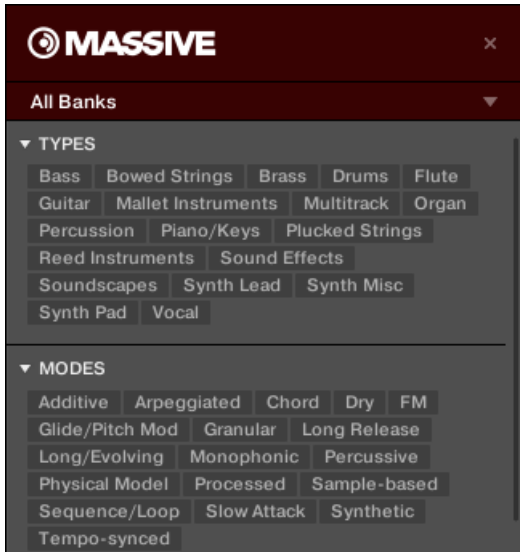 MASSIVE ×
All Banks
TYPES
Bass Bowed Strings Brass Drums Flute
Guitar Mallet Instruments Multitrack Organ
Percussion Piano/Keys Plucked Strings
Reed Instruments Sound Effects
Soundscapes Synth Lead Synth Misc
Synth Pad Vocal
MODES
Additive Arpeggiated Chord Dry FM
Glide/Pitch Mod Granular Long Release
Long/Evolving Monophonic Percussive
Physical Model Processed Sample-based
Sequence/Loop Slow Attack Synthetic
Tempo-synced